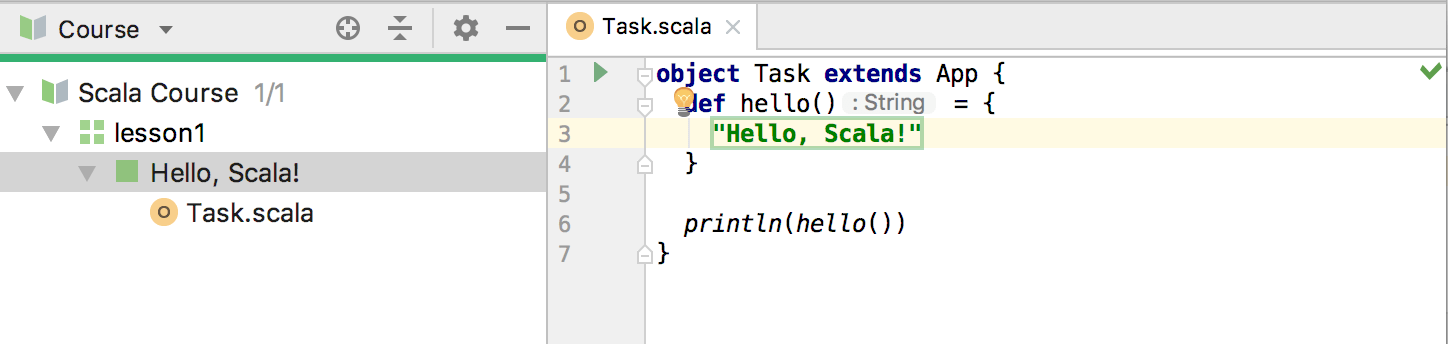 Course
Scala Course 1/1
lesson1
Hello, Scala!
Task.scala
Task.scala
1 object Task extends App {
2 def hello() : String = {
3 "Hello, Scala!"
4 }
5
6 println(hello())
7 }